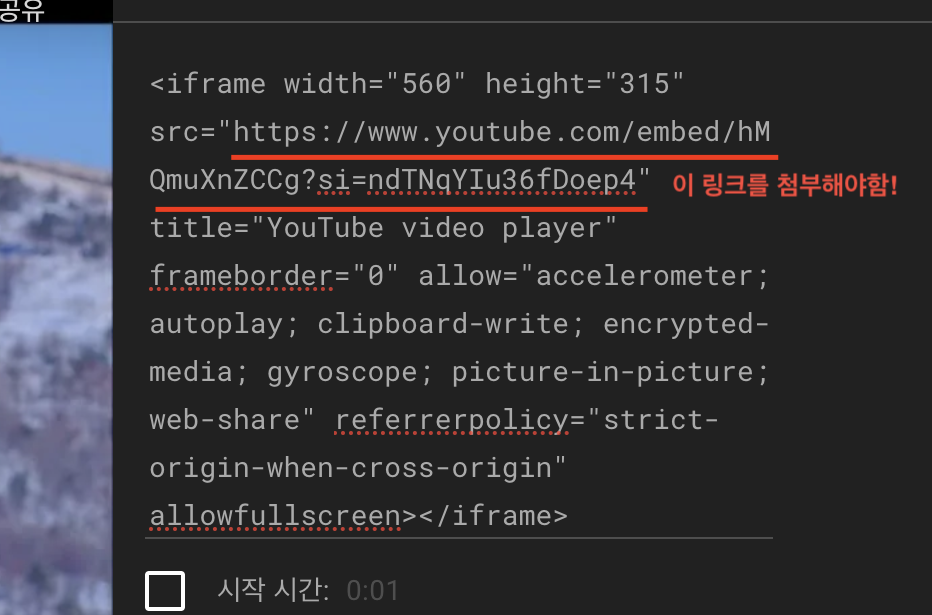 공유
<iframe width="560" height="315"
src="https://www.youtube.com/embed/hM
QmuXnZCCg?si=ndTNqYIu36fDoep4" 이 링크를 첨부해야함!
title="YouTube video player"
frameborder="0" allow="accelerometer;
autoplay; clipboard-write; encrypted-
media; gyroscope; picture-in-picture;
web-share" referrerpolicy="strict-
origin-when-cross-origin"
allowfullscreen></iframe>
시작 시간: 0:01